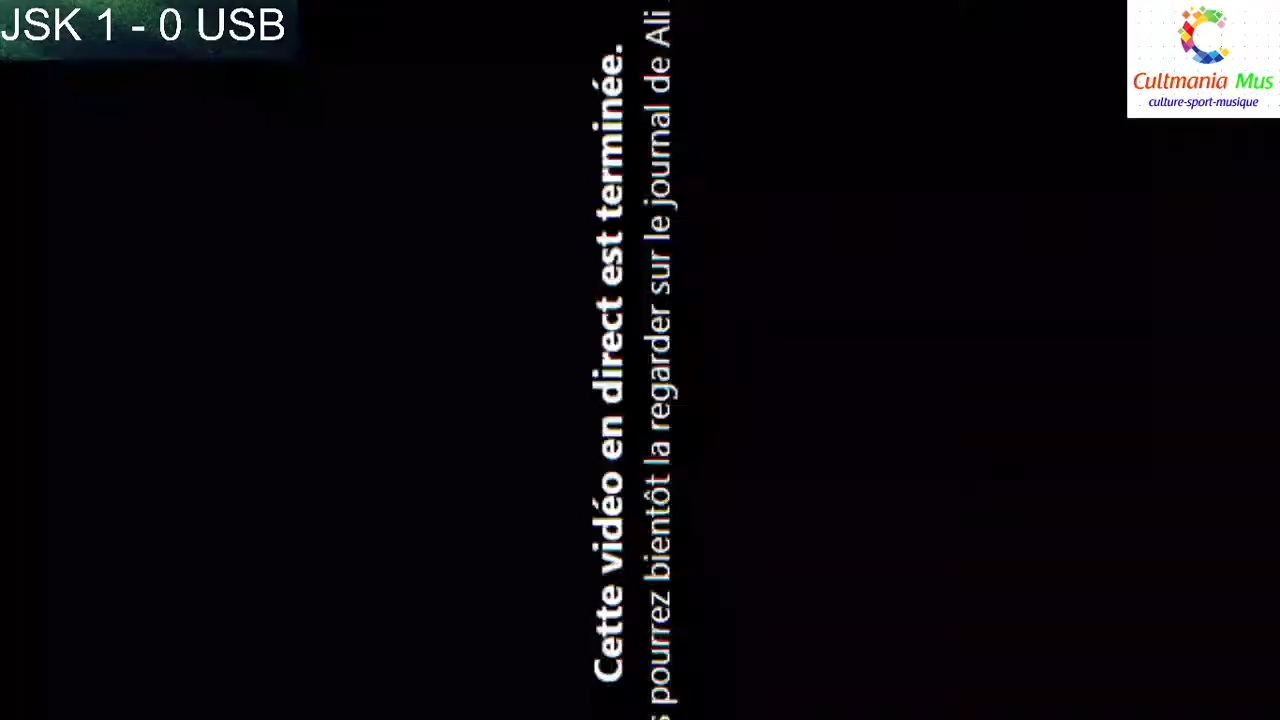 JSK 1 - 0 USB
Cultmania Mus
culture-sport-musique
Cette vidéo en direct est terminée.
pourrez bientôt la regarder sur le journal de Ali